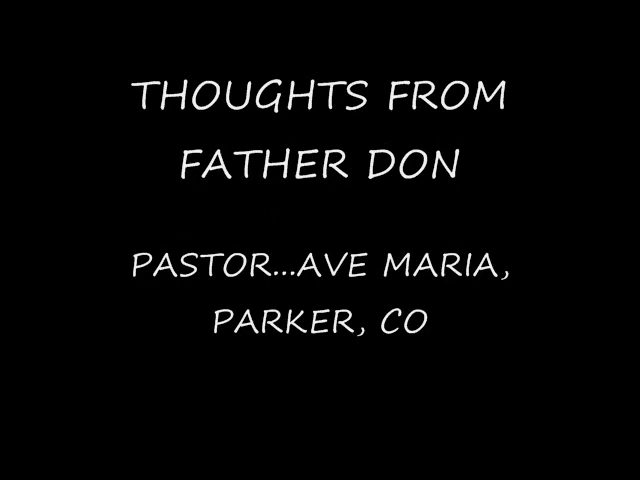 THOUGHTS FROM
FATHER DON
PASTOR...AVE MARIA,
PARKER, CO